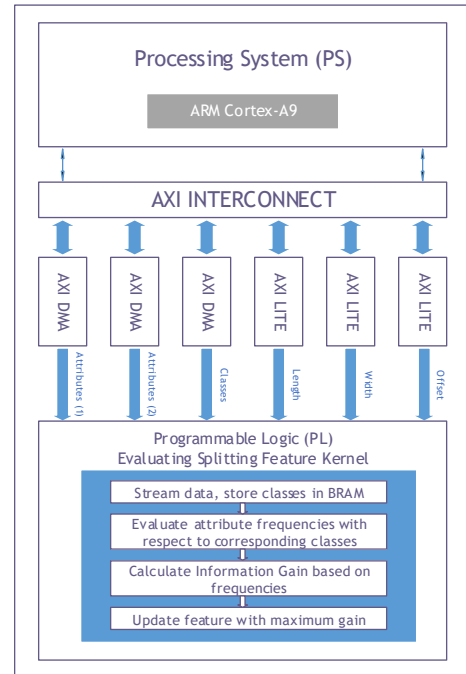 Processing System (PS)
ARM Cortex-A9
AXI INTERCONNECT
AXI DMA
AXI DMA
AXI DMA
AXI LITE
AXI LITE
AXI LITE
Attributes (1)
Attributes (2)
Classes
Length
Width
Offset
Programmable Logic (PL)
Evaluating Splitting Feature Kernel
Stream data, store classes in BRAM
Evaluate attribute frequencies with
respect to corresponding classes
Calculate Information Gain based on
frequencies
Update feature with maximum gain